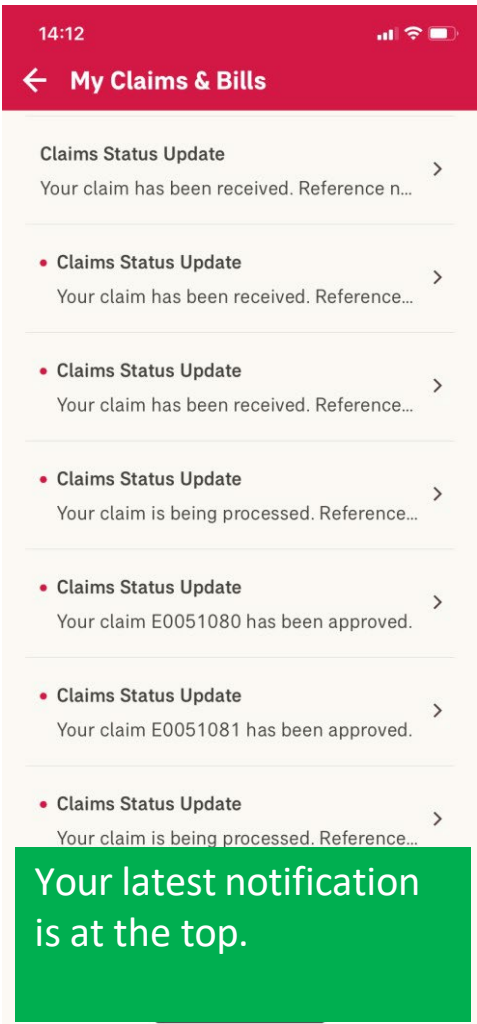 14:12
My Claims & Bills
Claims Status Update
Your claim has been received. Reference n...
Claims Status Update
Your claim has been received. Reference...
Claims Status Update
Your claim has been received. Reference...
Claims Status Update
Your claim is being processed. Reference...
Claims Status Update
Your claim E0051080 has been approved.
Claims Status Update
Your claim E0051081 has been approved.
Claims Status Update
Your claim is being processed. Reference...
Your latest notification
is at the top.